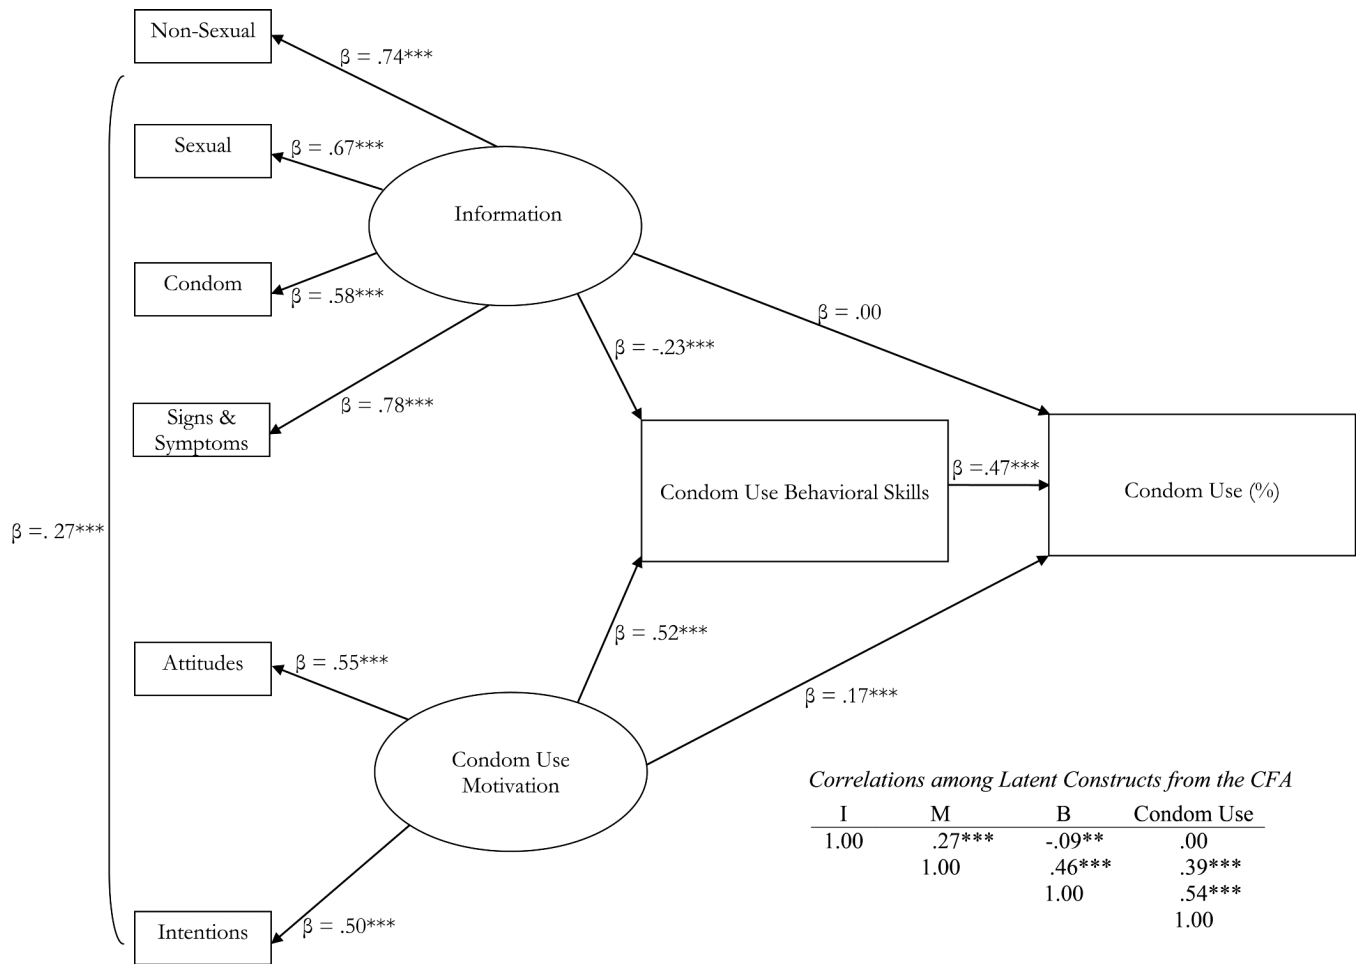 Non-Sexual
β = .74***
Sexual
β = .67***
Information
Condom
β = .58***
β = .00
β = -.23***
Signs &
Symptoms
β = .78***
β =.47***
Condom Use Behavioral Skills
Condom Use (%)
β =. 27***
β = .52***
Attitudes
β = .55***
β = .17***
Condom Use
Motivation
Correlations among Latent Constructs from the CFA
I M B Condom Use
1.00 .27*** -.09** .00
1.00 .46*** .39***
1.00 .54***
1.00
Intentions
β = .50***